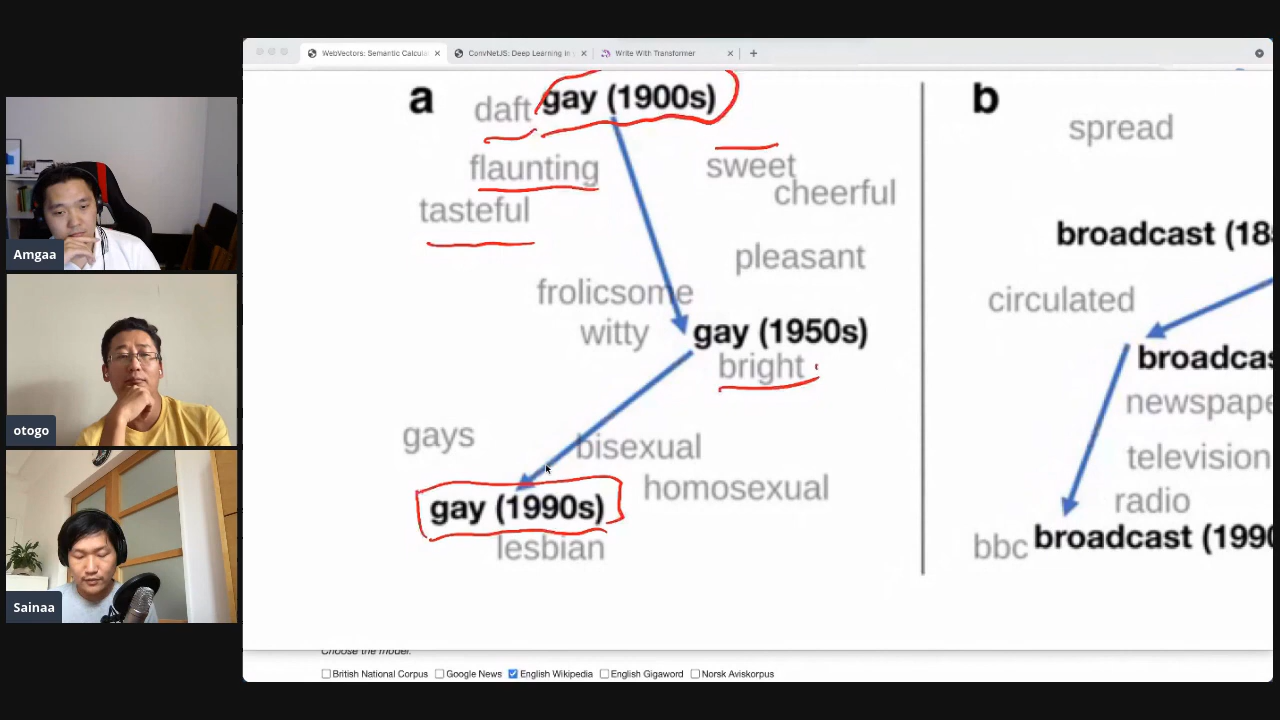 WebVectors: Semantic Calcula
ConvNetJS: Deep Learning in
Write With Transformer
a
gay (1900s)
daft
flaunting
sweet
cheerful
tasteful
pleasant
frolicsome
witty
gay (1950s)
bright
gays
bisexual
homosexual
gay (1990s)
lesbian
b
spread
broadcast (18
circulated
broadcas
newspape
television
radio
bbc broadcast (1990
Choose the model:
British National Corpus Google News English Wikipedia English Gigaword Norsk Aviskorpus
Amgaa
otogo
Sainaa